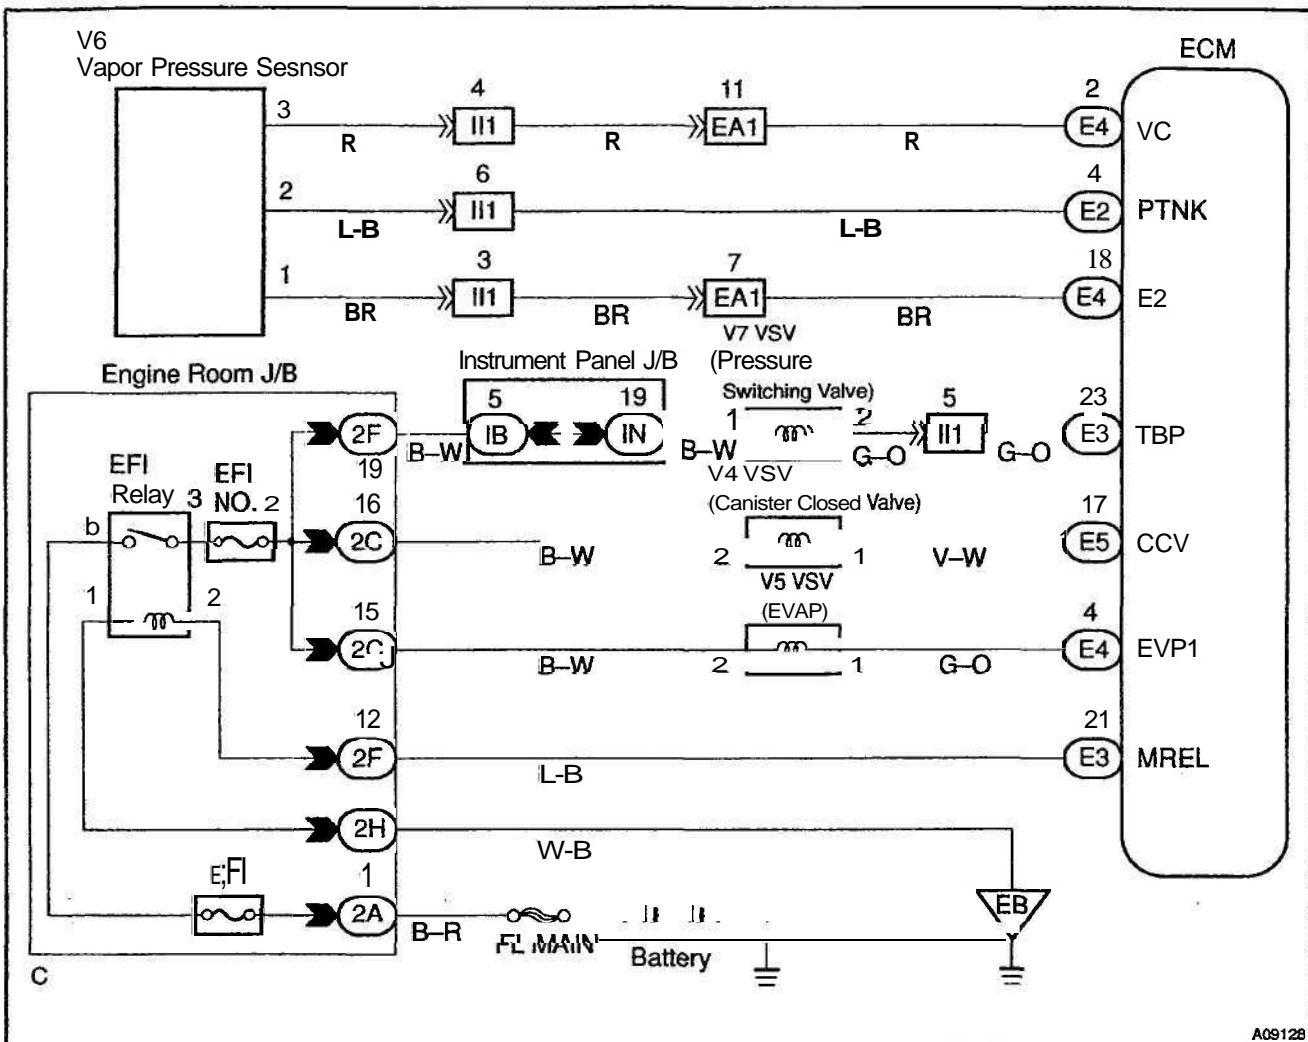 V6
Vapor Pressure Sesnsor
ECM
3 4 11 2
R II1 R EA1 R E4 VC
2 6 4
L-B II1 L-B E2 PTNK
1 3 7 18
BR II1 BR EA1 BR E4 E2
V7 VSV
Engine Room J/B Instrument Panel J/B (Pressure
Switching Valve)
5 19 1 2 5 23
2F B–W IB IN B–W G–O II1 G–O E3 TBP
19
V4 VSV
(Canister Closed Valve)
EFI
Relay 3 EFI
NO. 2 16 17
b 2C B–W 2 1 V–W E5 CCV
V5 VSV
(EVAP)
1 2 15 4
2C B–W 2 1 G–O E4 EVP1
12 21
2F L-B E3 MREL
2H W-B
E;FI 1
2A B–R FL MAIN Battery EB
C
A09128